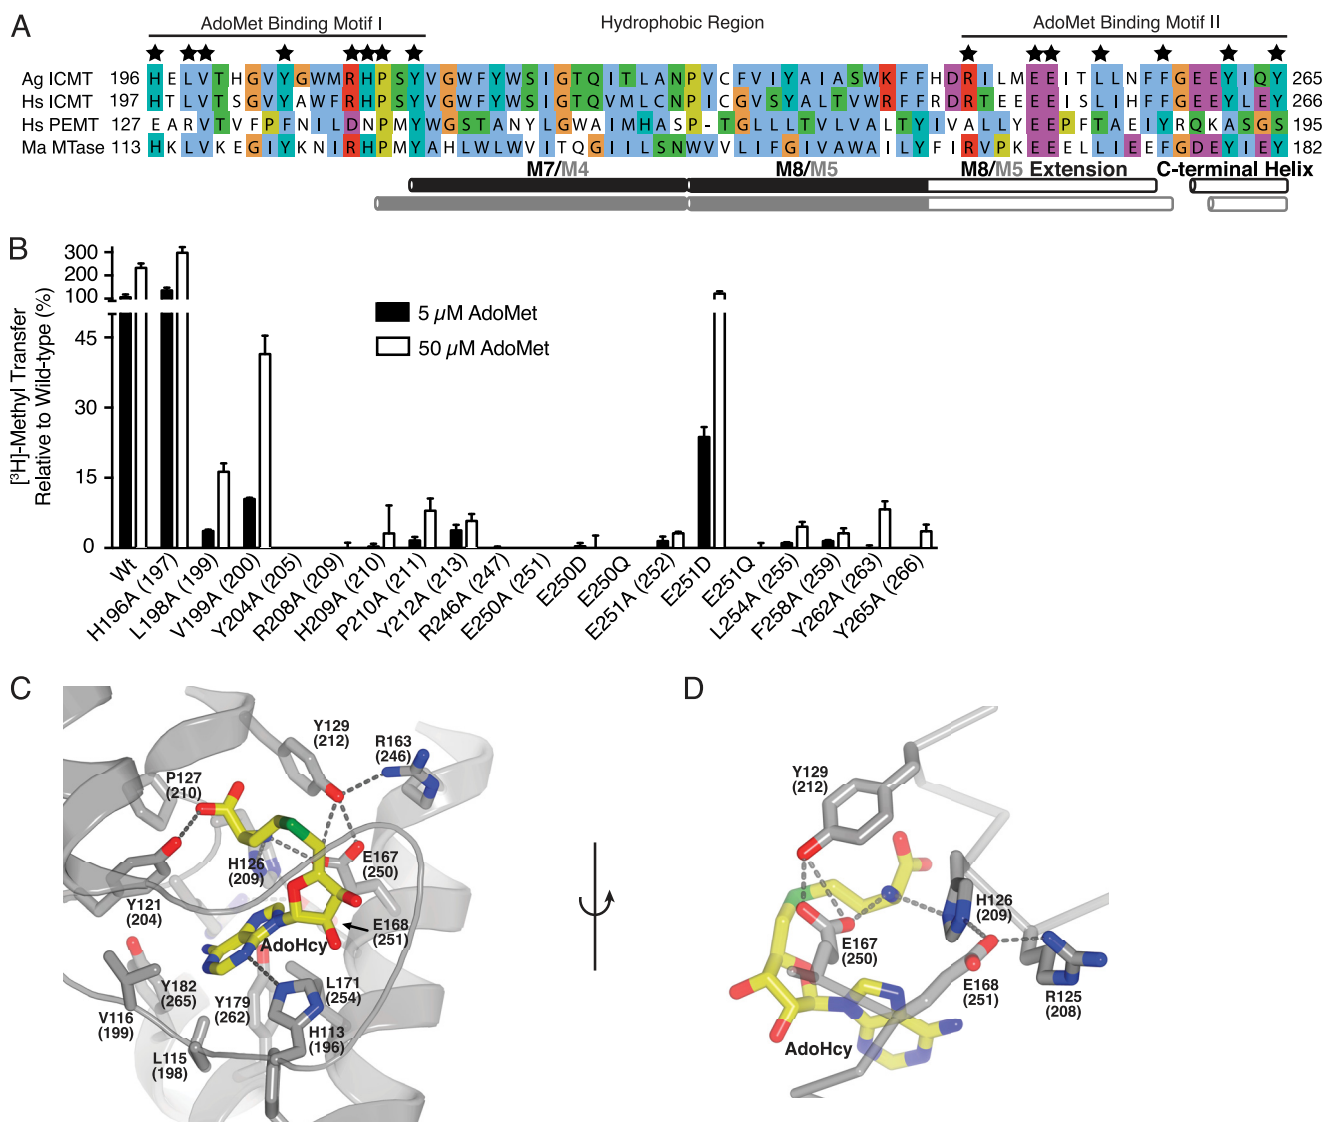 A
AdoMet Binding Motif I
Hydrophobic Region
AdoMet Binding Motif II
Ag ICMT 196 HELVTHGVYGWMRHPSYVGWFYWSIGTQITLANPVCFVIYAIASWKFFHDRILMEEITLLNFFGEEYIQY 265
Hs ICMT 197 HTLVTSGVYAWFRHPSYVGWFYWSIGTQVMLCNPICGVSYALTVWRFFRDRTEEEEISLIHFFGEEYLEY 266
Hs PEMT 127 EARVTVFPFNILDNPMYWGSTANYLGWAIMHASP-TGLLLTVLVALTYIVALLYEEPFTAEIYRQKASGS 195
Ma MTase 113 HKLVKEGIYKNIRHPMYAHLWLWVITQGIILSNWVVLIFGIVAWAILYFIRVPKEEELLIEEFGDEYIEY 182
M7/M4
M8/M5
M8/M5 Extension
C-terminal Helix
B
[³H]-Methyl Transfer
Relative to Wild-type (%)
300
200
100
45
30
15
0
5 µM AdoMet
50 µM AdoMet
Wt
H196A (197)
L198A (199)
V199A (200)
Y204A (205)
R208A (209)
H209A (210)
P210A (211)
Y212A (213)
R246A (247)
E250A (251)
E250D
E250Q
E251A (252)
E251D
E251Q
L254A (255)
F258A (259)
Y262A (263)
Y265A (266)
C
Y129
(212)
R163
(246)
P127
(210)
H126
(209)
E167
(250)
Y121
(204)
E168
(251)
AdoHcy
Y182
(265)
L171
(254)
Y179
(262)
V116
(199)
H113
(196)
L115
(198)
D
Y129
(212)
H126
(209)
E167
(250)
E168
(251)
R125
(208)
AdoHcy